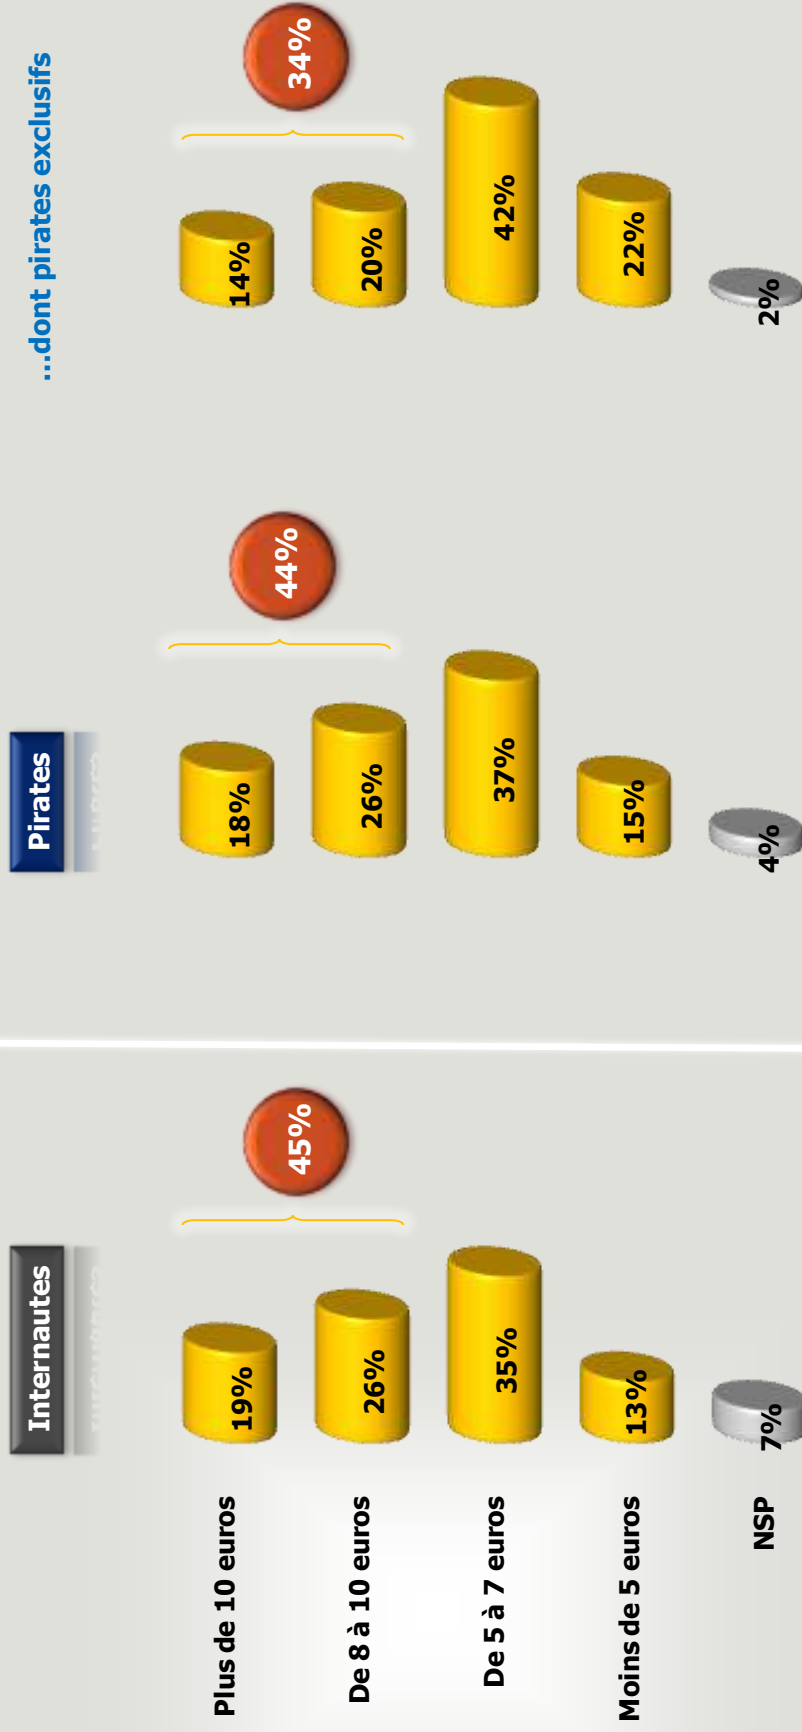 Internautes
Pirates
...dont pirates exclusifs
Plus de 10 euros
19%
18%
14%
De 8 à 10 euros
26%
26%
20%
45%
44%
34%
De 5 à 7 euros
35%
37%
42%
Moins de 5 euros
13%
15%
22%
NSP
7%
4%
2%